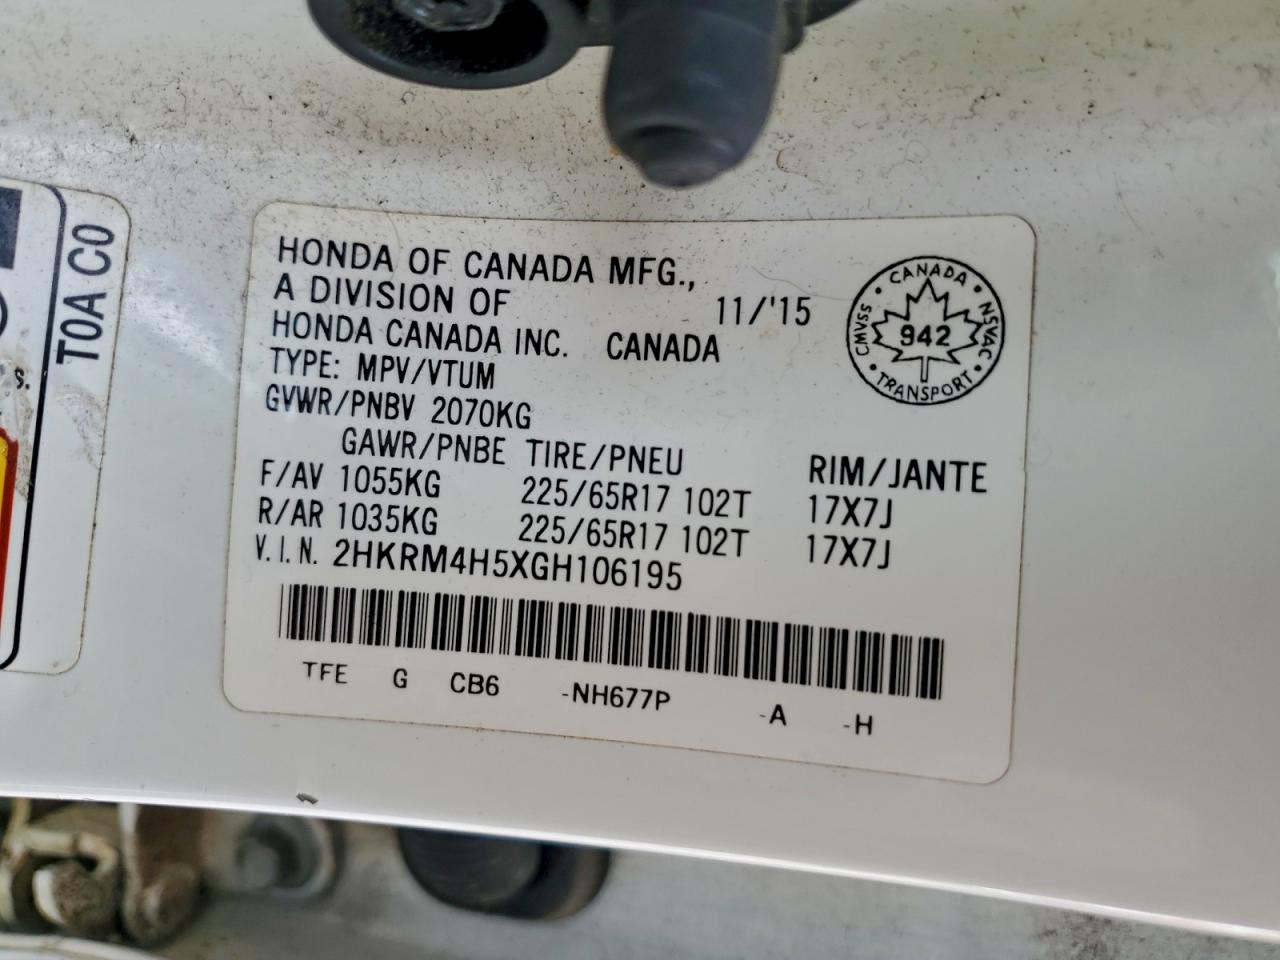 TOA CO
s.
HONDA OF CANADA MFG.,
A DIVISION OF
HONDA CANADA INC. CANADA
11/'15
TYPE: MPV/VTUM
GVWR/PNBV 2070KG
GAWR/PNBE TIRE/PNEU RIM/JANTE
F/AV 1055KG 225/65R17 102T 17X7J
R/AR 1035KG 225/65R17 102T 17X7J
V.I.N. 2HKRM4H5XGH106195
TFE G CB6 -NH677P -A -H
CANADA
CMVSS 942 NSVAC
TRANSPORT